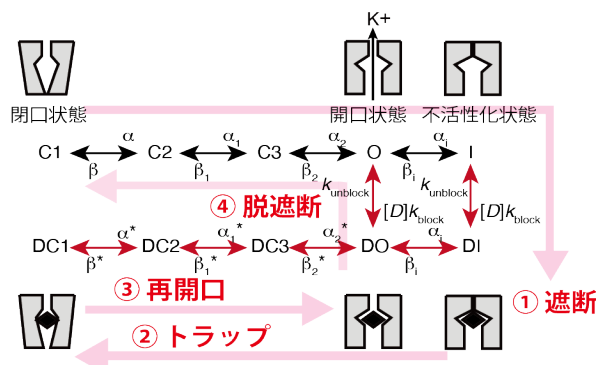 K+
閉口状態 開口状態 不活性化状態
α α₁ α₂ αᵢ
C1 C2 C3 O I
β β₁ β₂ βᵢ
kunblock kunblock
④ 脱遮断
[D]kblock [D]kblock
α* α₁* α₂* αᵢ
DC1 DC2 DC3 DO DI
β* β₁* β₂* βᵢ
③ 再開口
① 遮断
② トラップ